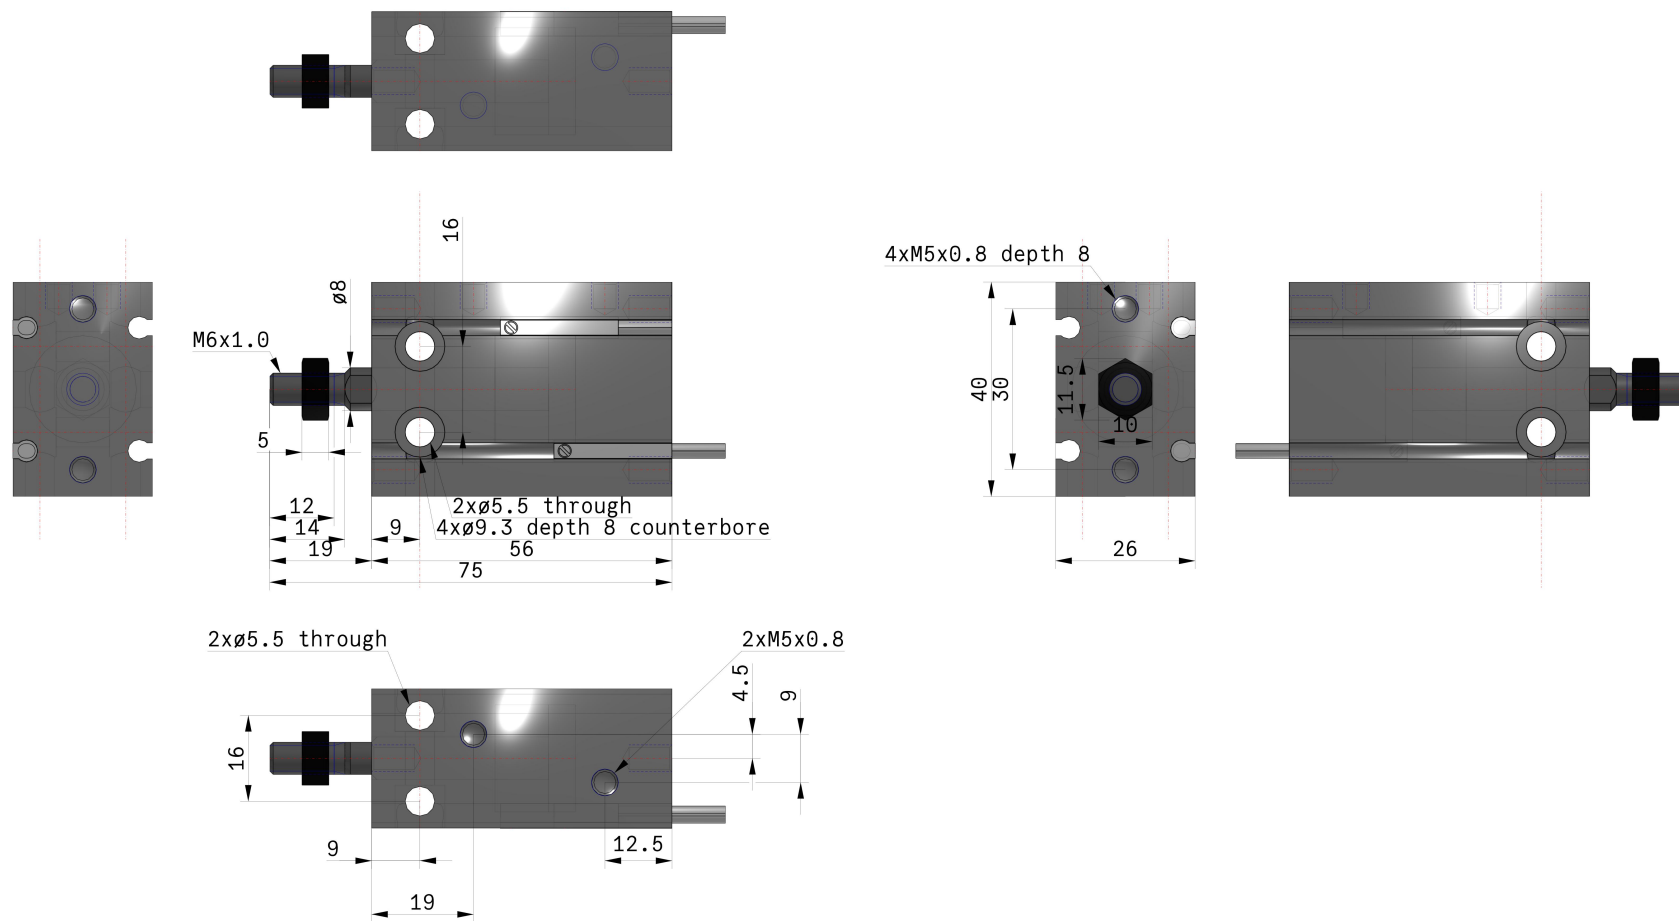 16
4xM5x0.8 depth 8
ø8
M6x1.0
40
30
11.5
10
5
2xø5.5 through
12
14
9
4xø9.3 depth 8 counterbore
19
56
26
75
2xø5.5 through
2xM5x0.8
4.5
9
16
9
12.5
19